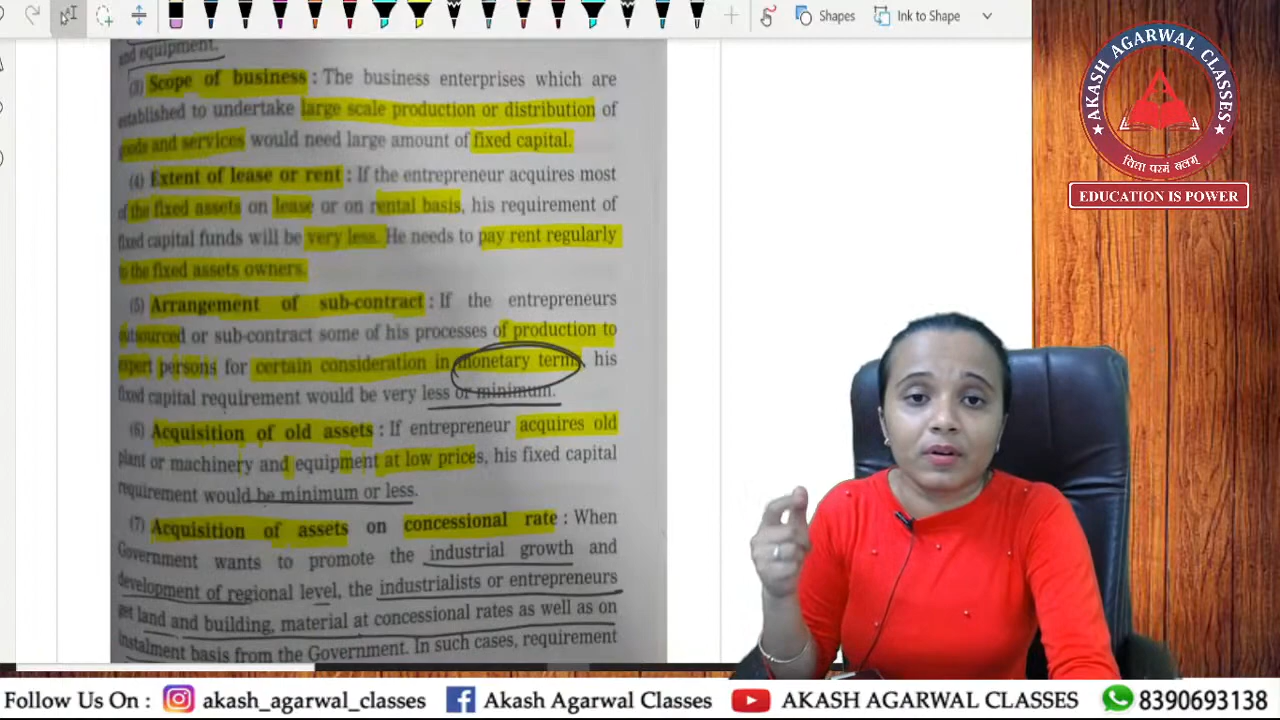 Shapes
Ink to Shape
and equipment.
(3) Scope of business : The business enterprises which are
established to undertake large scale production or distribution of
goods and services would need large amount of fixed capital.
(4) Extent of lease or rent : If the entrepreneur acquires most
of the fixed assets on lease or on rental basis, his requirement of
fixed capital funds will be very less. He needs to pay rent regularly
to the fixed assets owners.
(5) Arrangement of sub-contract : If the entrepreneurs
outsourced or sub-contract some of his processes of production to
expert persons for certain consideration in monetary terms, his
fixed capital requirement would be very less or minimum.
(6) Acquisition of old assets : If entrepreneur acquires old
plant or machinery and equipment at low prices, his fixed capital
requirement would be minimum or less.
(7) Acquisition of assets on concessional rate : When
Government wants to promote the industrial growth and
development of regional level, the industrialists or entrepreneurs
get land and building, material at concessional rates as well as on
instalment basis from the Government. In such cases, requirement
AKASH AGARWAL CLASSES
विद्या परमं बलम्
EDUCATION IS POWER
Follow Us On : akash_agarwal_classes Akash Agarwal Classes AKASH AGARWAL CLASSES 8390693138